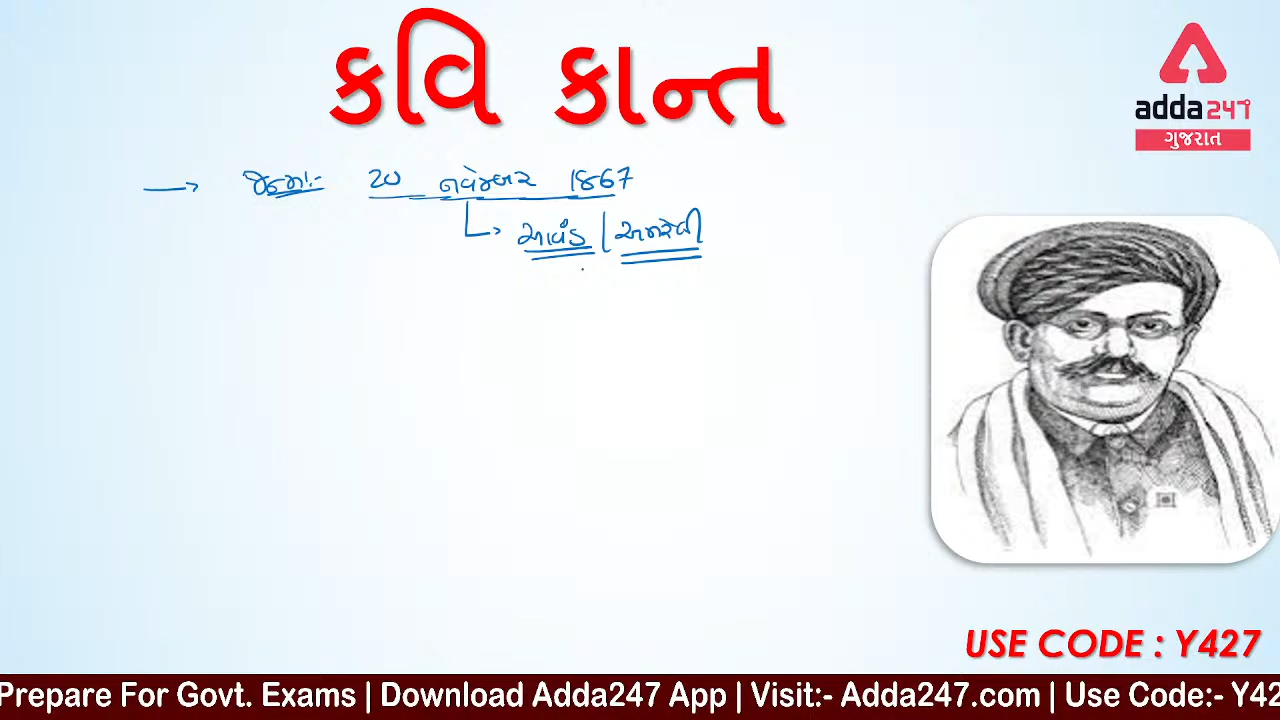 કવિ કાન્ત
adda247
ગુજરાત
→ જન્મ:- 20 નવેમ્બર 1867
↳ ચાવંડ | અમરેલી
USE CODE : Y427
Prepare For Govt. Exams | Download Adda247 App | Visit:- Adda247.com | Use Code:- Y42